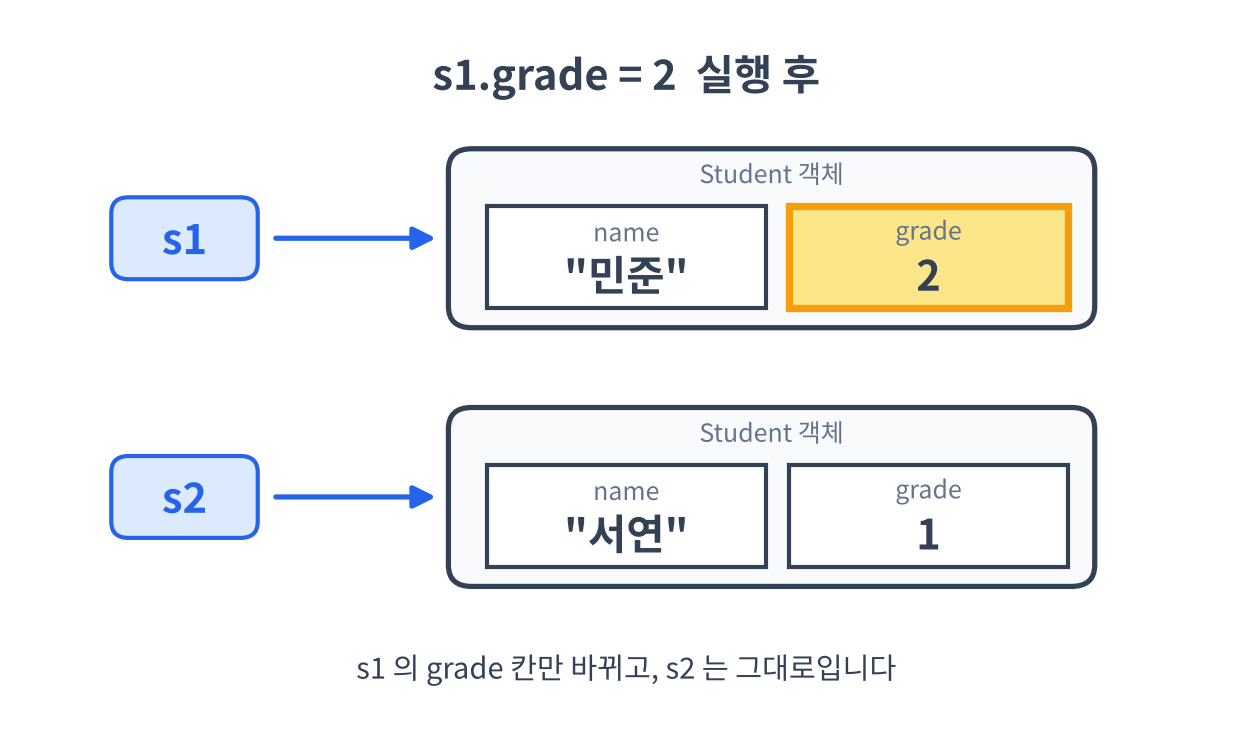 s1.grade = 2 실행 후
Student 객체
s1
name
grade
"민준"
2
Student 객체
s2
name
grade
"서연"
1
s1 의 grade 칸만 바뀌고, s2 는 그대로입니다